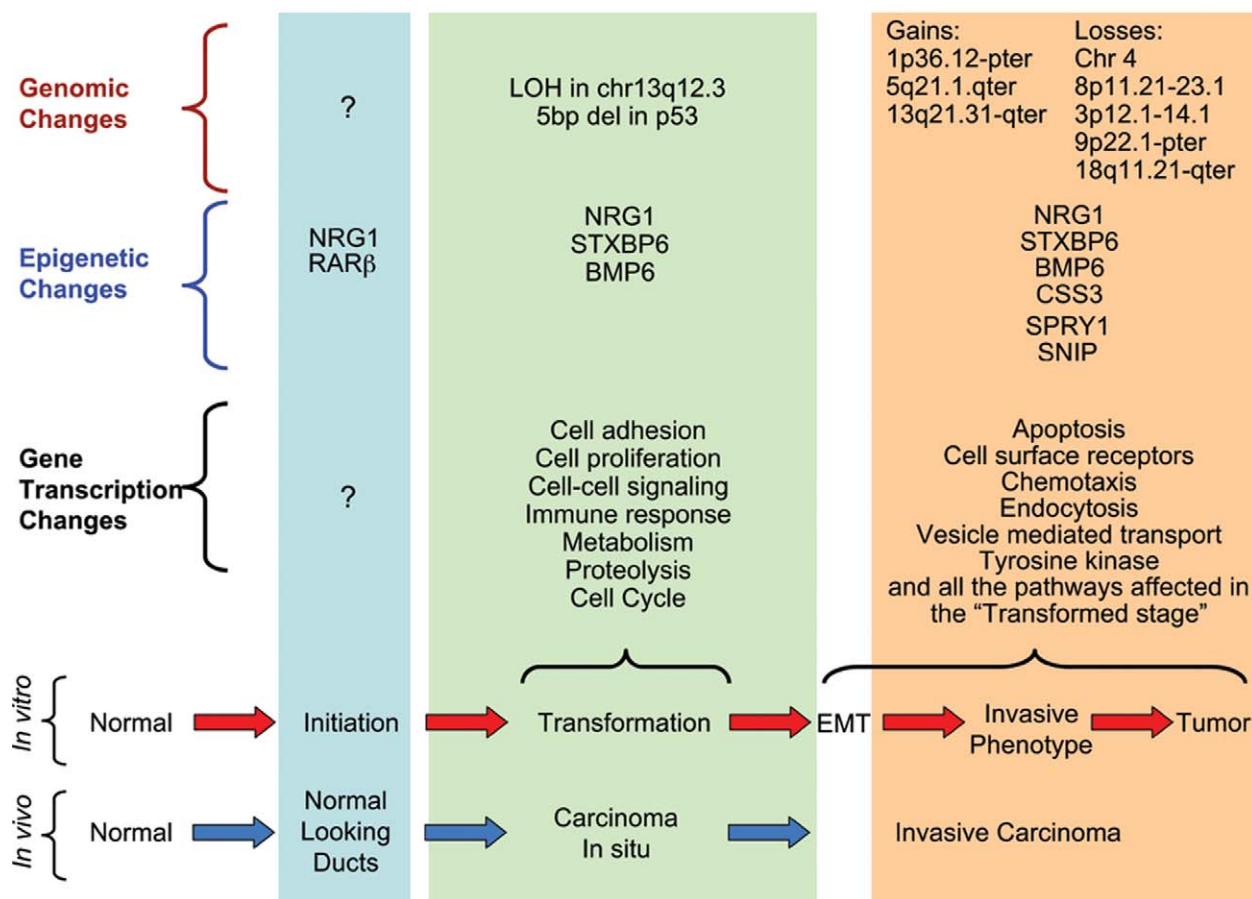 Genomic
Changes
?
LOH in chr13q12.3
5bp del in p53
Gains:
1p36.12-pter
5q21.1.qter
13q21.31-qter
Losses:
Chr 4
8p11.21-23.1
3p12.1-14.1
9p22.1-pter
18q11.21-qter
Epigenetic
Changes
NRG1
RARβ
NRG1
STXBP6
BMP6
NRG1
STXBP6
BMP6
CSS3
SPRY1
SNIP
Gene
Transcription
Changes
?
Cell adhesion
Cell proliferation
Cell-cell signaling
Immune response
Metabolism
Proteolysis
Cell Cycle
Apoptosis
Cell surface receptors
Chemotaxis
Endocytosis
Vesicle mediated transport
Tyrosine kinase
and all the pathways affected in
the “Transformed stage”
In vitro
Normal
Initiation
Transformation
EMT
Invasive
Phenotype
Tumor
In vivo
Normal
Normal
Looking
Ducts
Carcinoma
In situ
Invasive Carcinoma